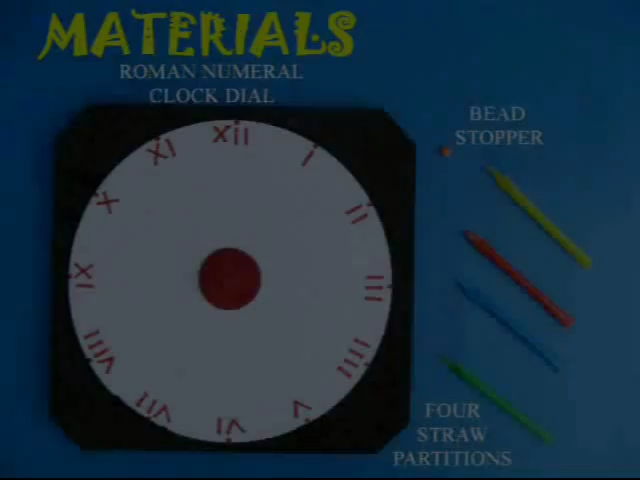 MATERIALS
ROMAN NUMERAL
CLOCK DIAL
BEAD
STOPPER
xii
i
ii
iii
iiii
v
vi
vii
viii
ix
x
xi
FOUR
STRAW
PARTITIONS